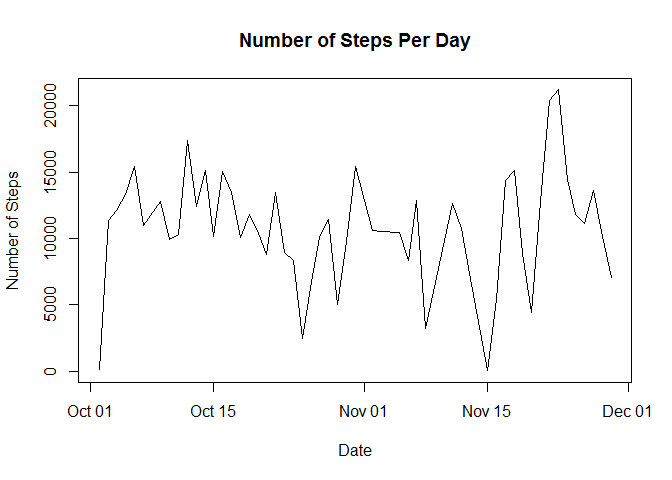 Number of Steps Per Day
Number of Steps
20000
15000
10000
5000
0
Oct 01 Oct 15 Nov 01 Nov 15 Dec 01
Date